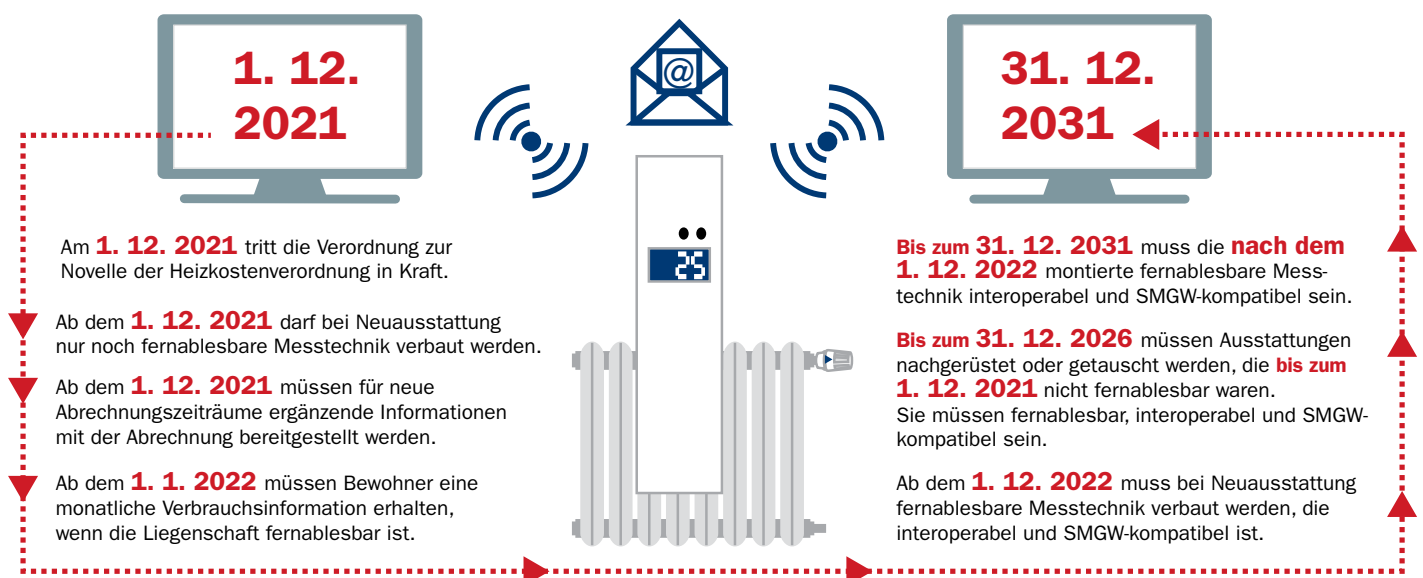 1. 12.
2021
@
31. 12.
2031
25
Am 1. 12. 2021 tritt die Verordnung zur
Novelle der Heizkostenverordnung in Kraft.
Ab dem 1. 12. 2021 darf bei Neuausstattung
nur noch fernablesbare Messtechnik verbaut werden.
Ab dem 1. 12. 2021 müssen für neue
Abrechnungszeiträume ergänzende Informationen
mit der Abrechnung bereitgestellt werden.
Ab dem 1. 1. 2022 müssen Bewohner eine
monatliche Verbrauchsinformation erhalten,
wenn die Liegenschaft fernablesbar ist.
Bis zum 31. 12. 2031 muss die nach dem
1. 12. 2022 montierte fernablesbare Mess-
technik interoperabel und SMGW-kompatibel sein.
Bis zum 31. 12. 2026 müssen Ausstattungen
nachgerüstet oder getauscht werden, die bis zum
1. 12. 2021 nicht fernablesbar waren.
Sie müssen fernablesbar, interoperabel und SMGW-
kompatibel sein.
Ab dem 1. 12. 2022 muss bei Neuausstattung
fernablesbare Messtechnik verbaut werden, die
interoperabel und SMGW-kompatibel ist.